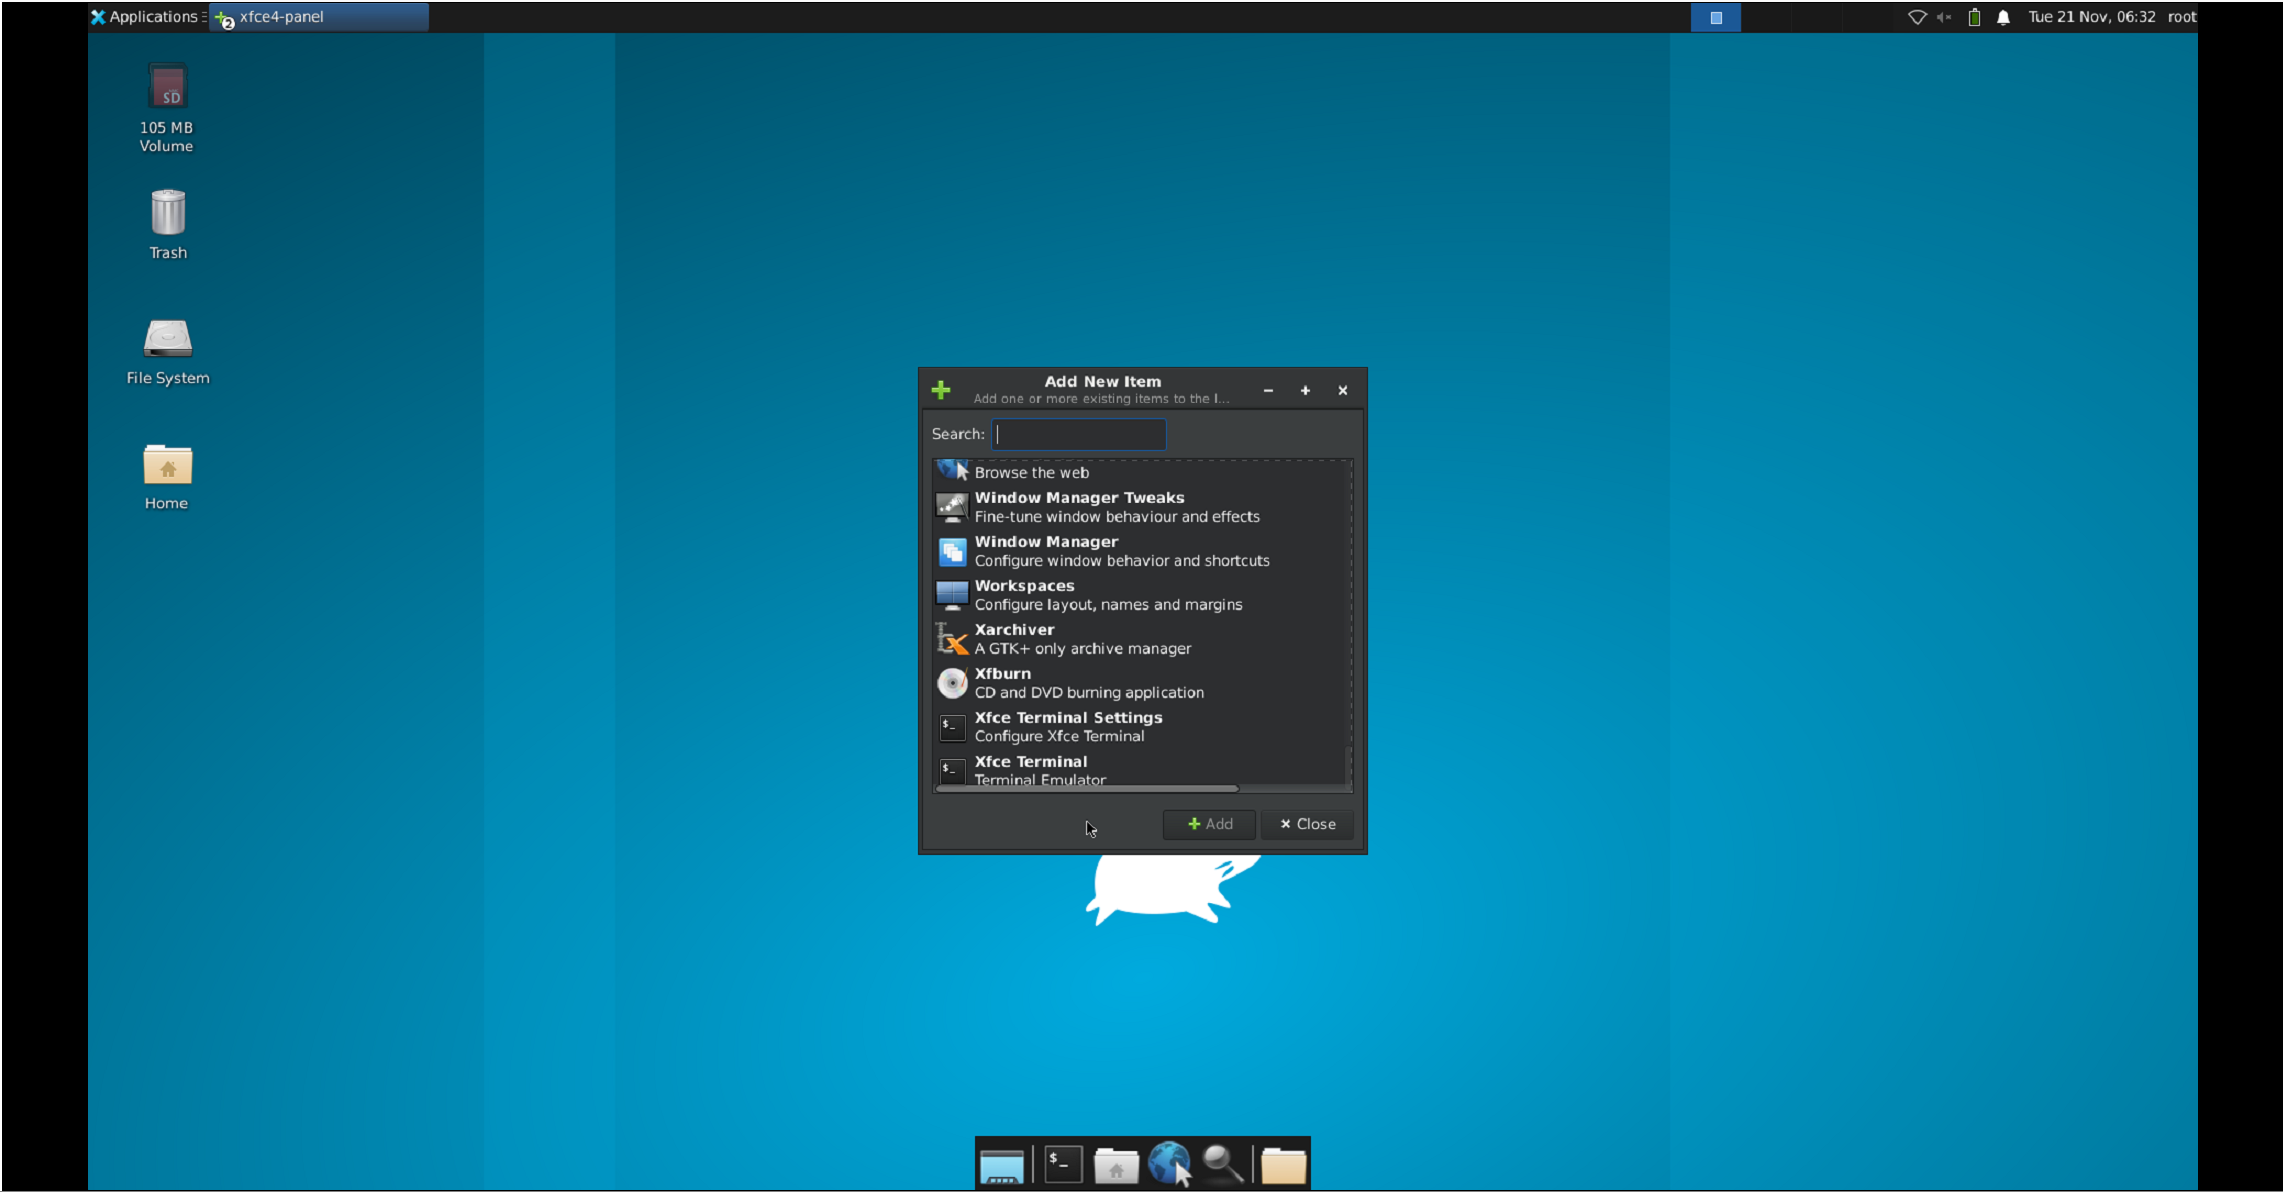 Applications
xfce4-panel
2
Tue 21 Nov, 06:32
root
SD
105 MB
Volume
Trash
File System
Home
Add New Item
Add one or more existing items to the l...
Search:
Browse the web
Window Manager Tweaks
Fine-tune window behaviour and effects
Window Manager
Configure window behavior and shortcuts
Workspaces
Configure layout, names and margins
Xarchiver
A GTK+ only archive manager
Xfburn
CD and DVD burning application
Xfce Terminal Settings
Configure Xfce Terminal
Xfce Terminal
Terminal Emulator
Add
Close
$_